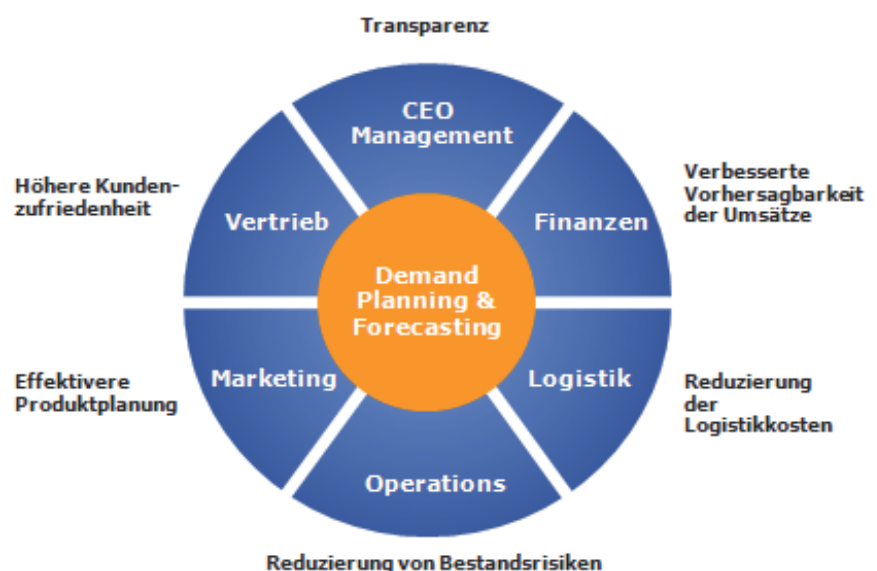 Transparenz
CEO
Management
Höhere Kunden-
zufriedenheit
Vertrieb
Finanzen
Verbesserte
Vorhersagbarkeit
der Umsätze
Demand
Planning &
Forecasting
Effektivere
Produktplanung
Marketing
Logistik
Reduzierung
der
Logistikkosten
Operations
Reduzierung von Bestandsrisiken